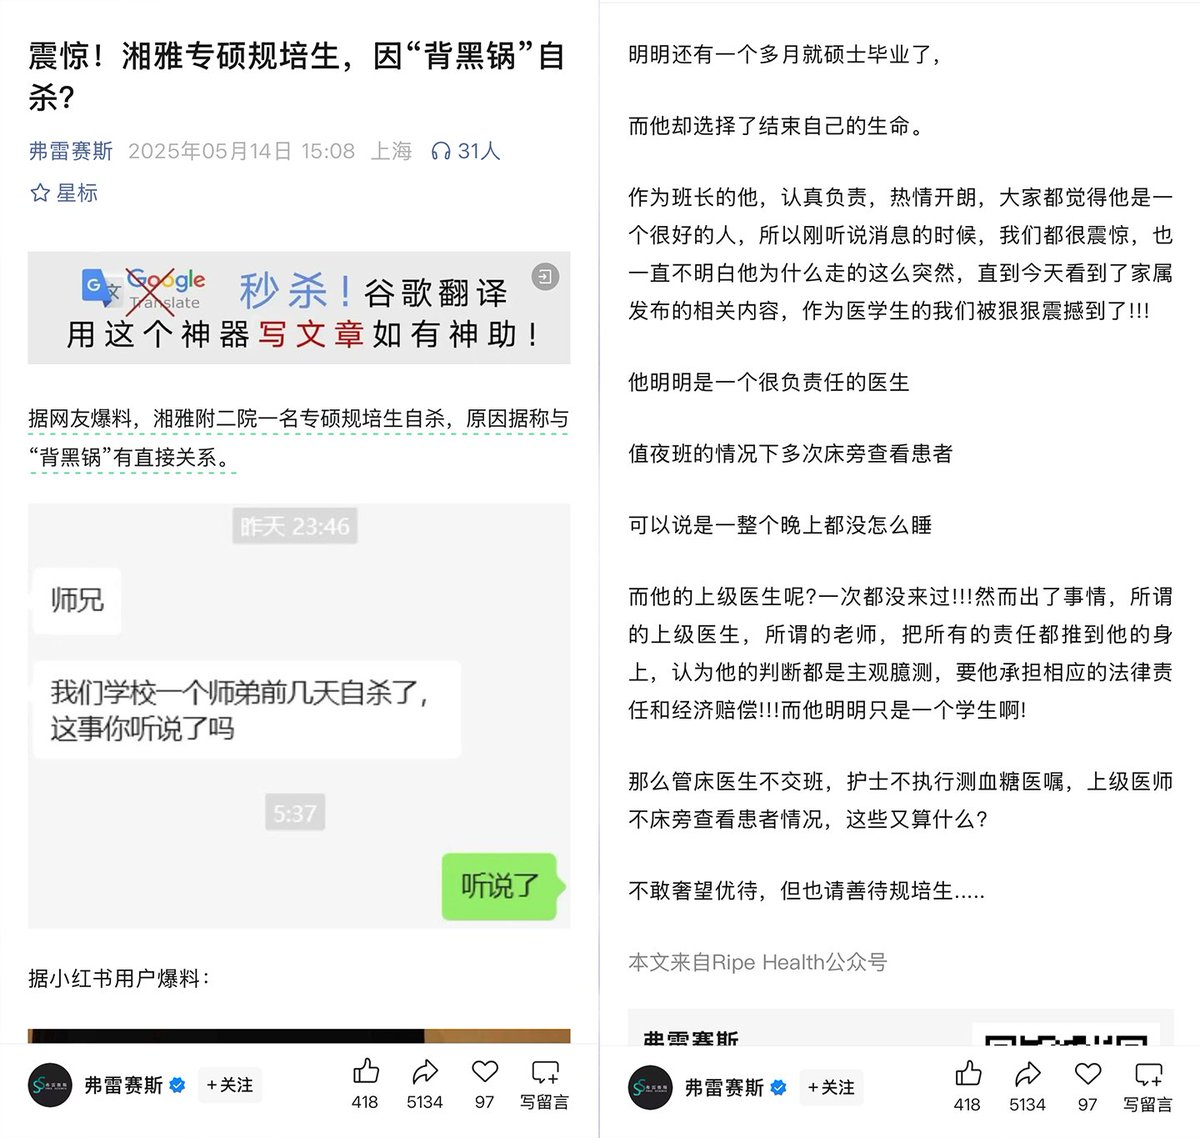 震惊！湘雅专硕规培生，因“背黑锅”自
杀？
弗雷赛斯 2025年05月14日 15:08 上海 31人
星标
G 文 Google Translate 秒杀！谷歌翻译
用这个神器写文章如有神助！
据网友爆料，湘雅附二院一名专硕规培生自杀，原因据称与
“背黑锅”有直接关系。
昨天 23:46
师兄
我们学校一个师弟前几天自杀了，
这事你听说了吗
5:37
听说了
据小红书用户爆料：
弗雷赛斯 +关注 418 5134 97 写留言
明明还有一个多月就硕士毕业了，
而他却选择了结束自己的生命。
作为班长的他，认真负责，热情开朗，大家都觉得他是一
个很好的人，所以刚听说消息的时候，我们都很震惊，也
一直不明白他为什么走的这么突然，直到今天看到了家属
发布的相关内容，作为医学生的我们被狠狠震撼到了!!!
他明明是一个很负责任的医生
值夜班的情况下多次床旁查看患者
可以说是一整个晚上都没怎么睡
而他的上级医生呢?一次都没来过!!!然而出了事情，所谓
的上级医生，所谓的老师，把所有的责任都推到他的身
上，认为他的判断都是主观臆测，要他承担相应的法律责
任和经济赔偿!!!而他明明只是一个学生啊!
那么管床医生不交班，护士不执行测血糖医嘱，上级医师
不床旁查看患者情况，这些又算什么?
不敢奢望优待，但也请善待规培生.....
本文来自Ripe Health公众号
弗雷赛斯
弗雷赛斯 +关注 418 5134 97 写留言